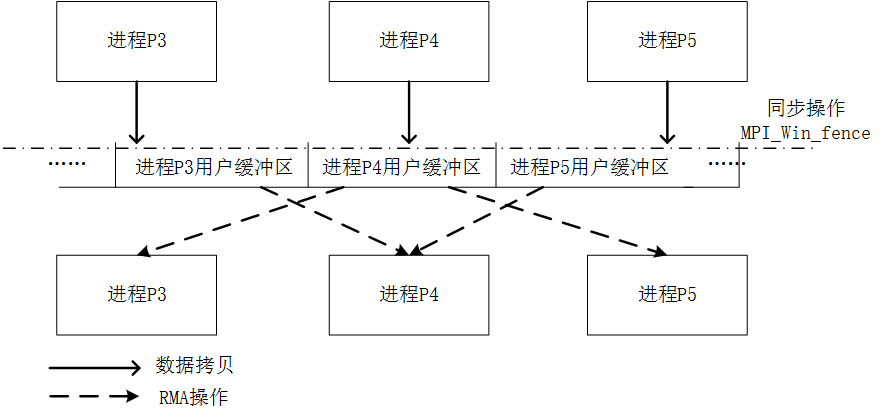 进程P3
进程P4
进程P5
同步操作
MPI_Win_fence
……
进程P3用户缓冲区
进程P4用户缓冲区
进程P5用户缓冲区
……
进程P3
进程P4
进程P5
数据拷贝
RMA操作